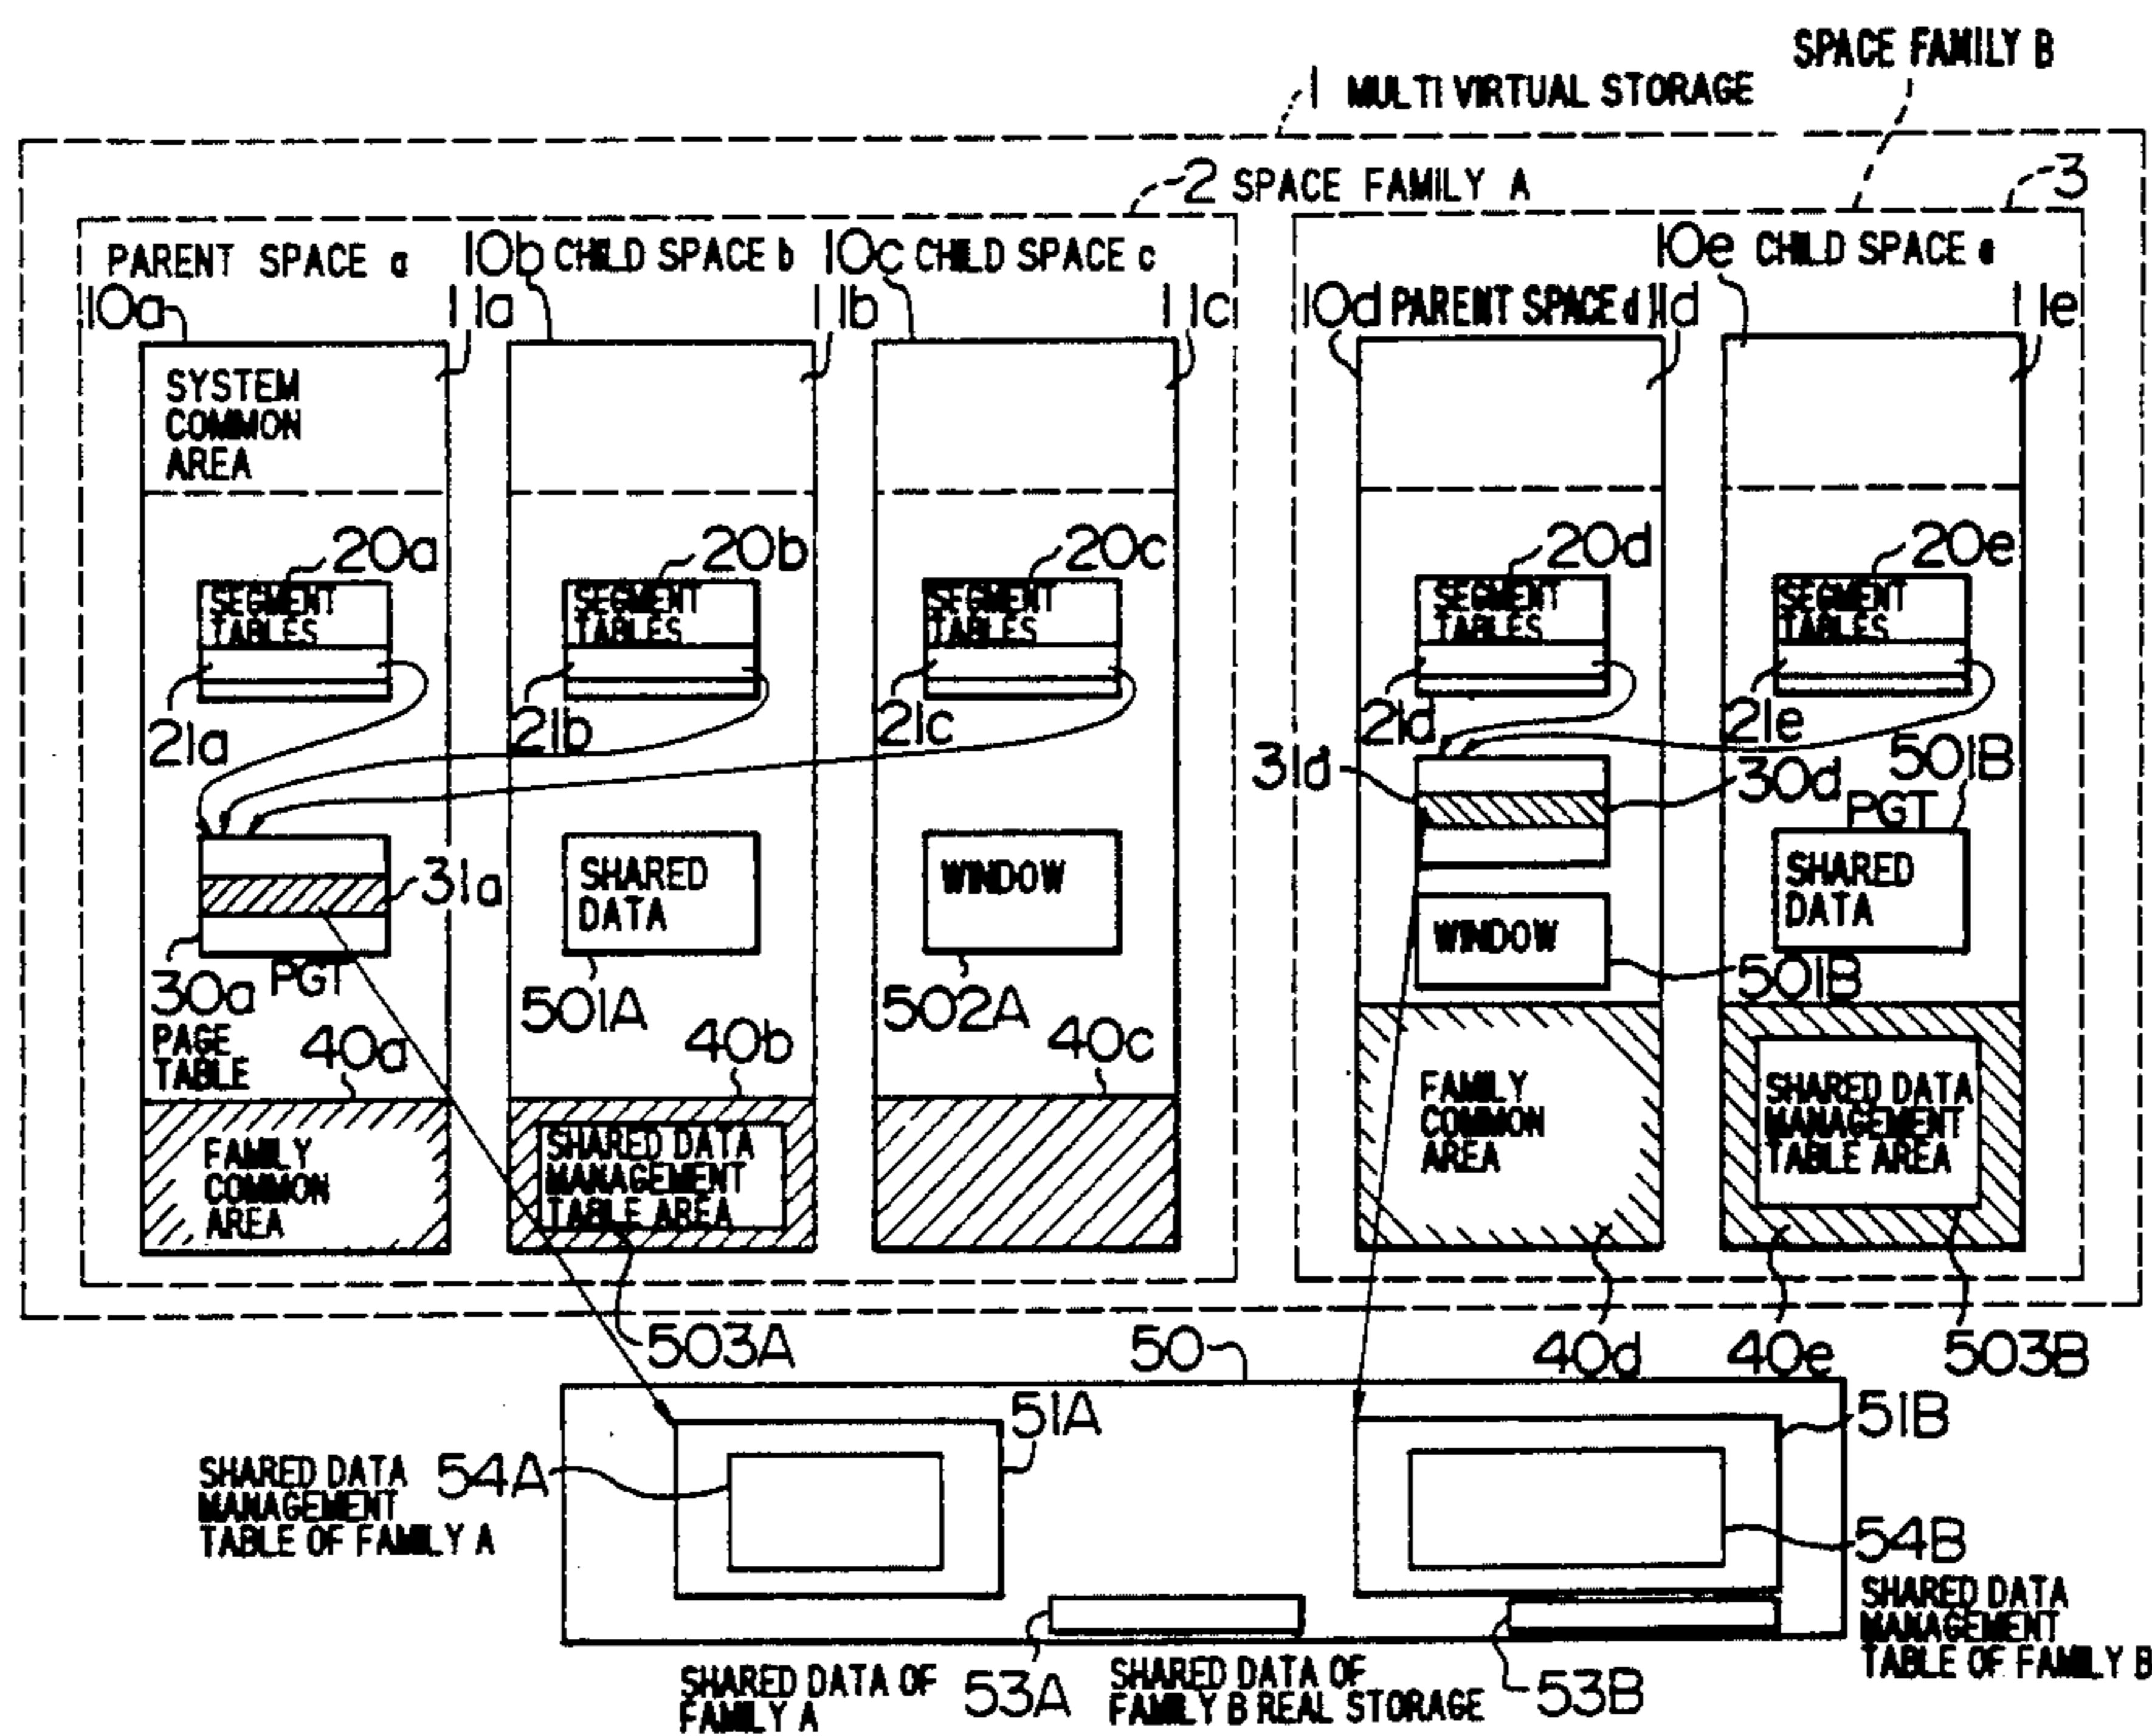 SPACE FAMILY B
1 MULTI VIRTUAL STORAGE
2 SPACE FAMILY A
3
PARENT SPACE a
10b CHILD SPACE b
10c CHILD SPACE c
10e CHILD SPACE e
10a
11a
11b
11c
10d PARENT SPACE d 11d
11e
SYSTEM
COMMON
AREA
20a
20b
20c
20d
20e
SEGMENT
TABLES
SEGMENT
TABLES
SEGMENT
TABLES
SEGMENT
TABLES
SEGMENT
TABLES
21a
21b
21c
21d
21e
31d
30d
501B
PGT
31a
SHARED
DATA
WINDOW
WINDOW
SHARED
DATA
30a PGT
PAGE
TABLE
501A
502A
501B
40a
40b
40c
FAMILY
COMMON
AREA
SHARED DATA
MANAGEMENT
TABLE AREA
FAMILY
COMMON
AREA
SHARED DATA
MANAGEMENT
TABLE AREA
503A
50
40d
40e
503B
51A
51B
SHARED DATA
MANAGEMENT
TABLE OF FAMILY A
54A
54B
SHARED DATA
MANAGEMENT
TABLE OF FAMILY B
SHARED DATA OF
FAMILY A
53A
SHARED DATA OF
FAMILY B REAL STORAGE
53B